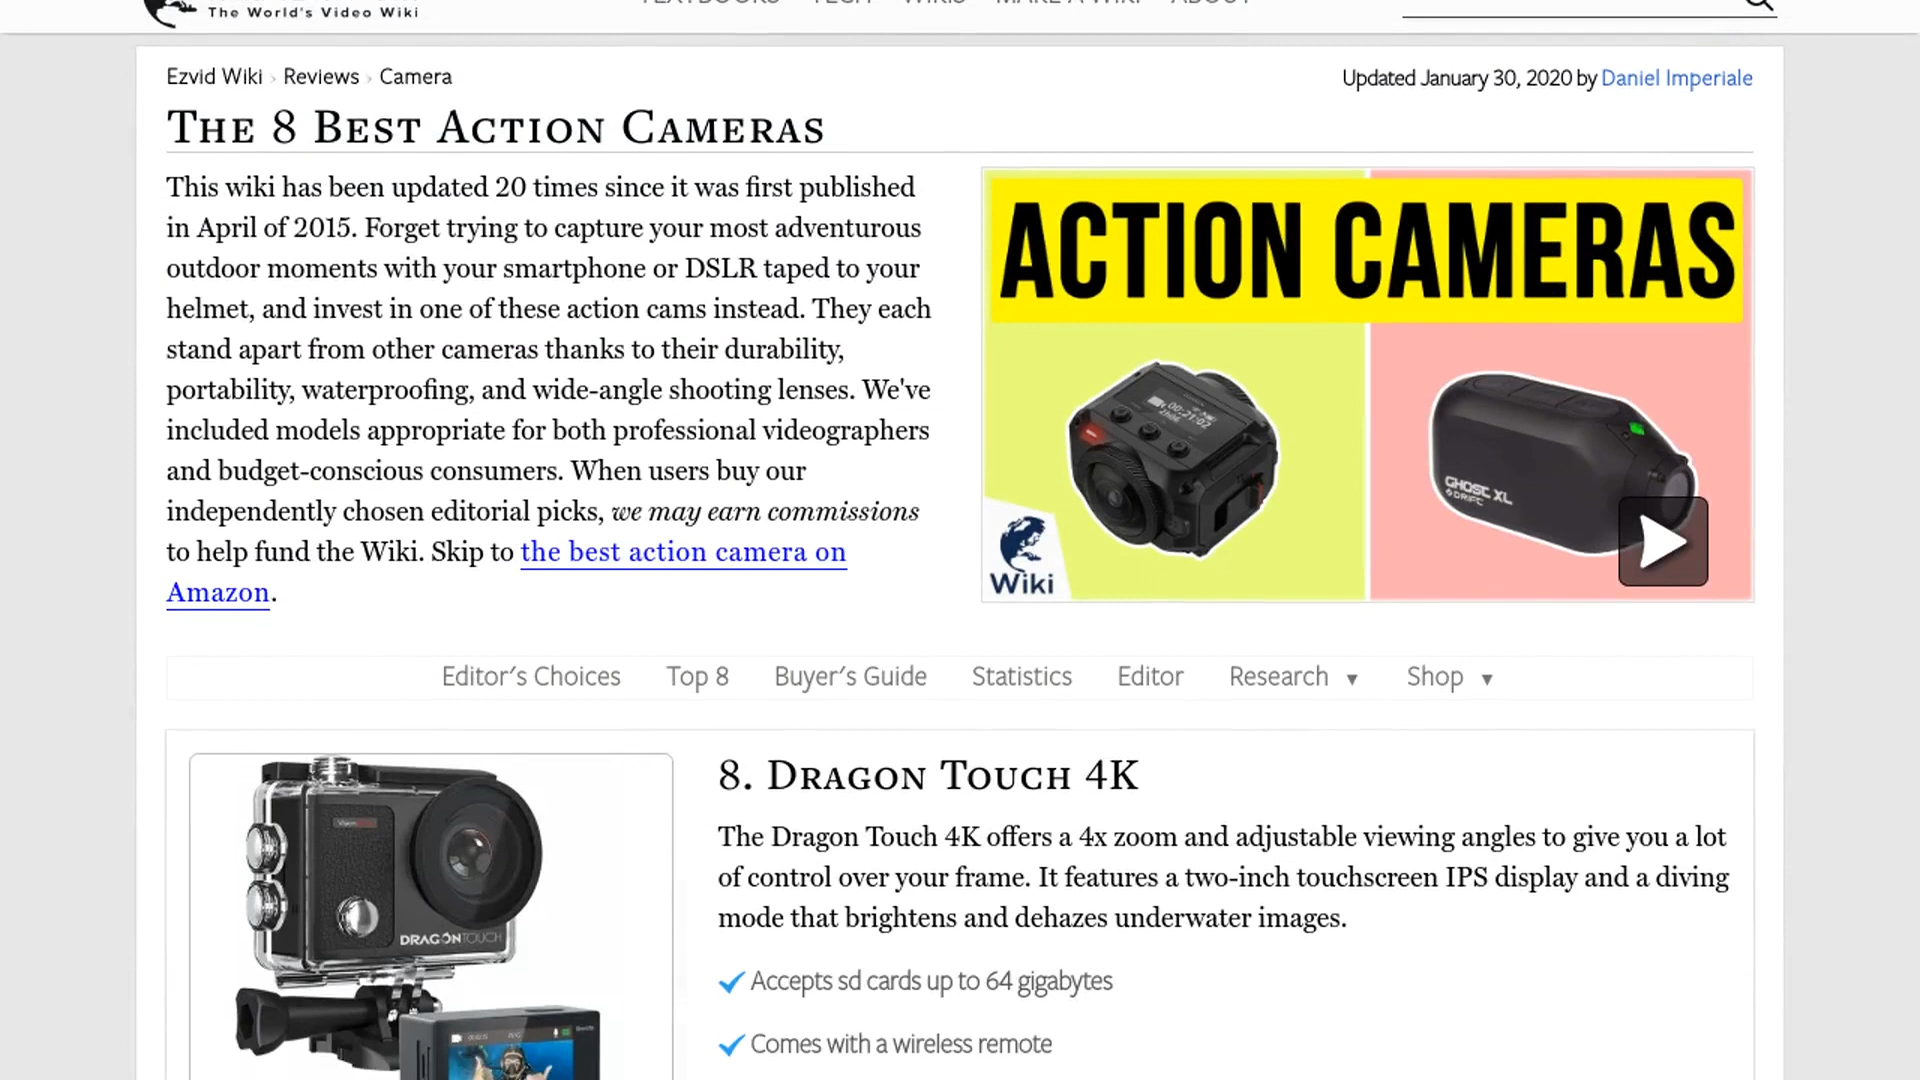 The World's Video Wiki
TEXTBOOKS TECH WIKIS MAKE A WIKI ABOUT
Ezvid Wiki › Reviews › Camera
Updated January 30, 2020 by Daniel Imperiale
The 8 Best Action Cameras
This wiki has been updated 20 times since it was first published
in April of 2015. Forget trying to capture your most adventurous
outdoor moments with your smartphone or DSLR taped to your
helmet, and invest in one of these action cams instead. They each
stand apart from other cameras thanks to their durability,
portability, waterproofing, and wide-angle shooting lenses. We've
included models appropriate for both professional videographers
and budget-conscious consumers. When users buy our
independently chosen editorial picks, we may earn commissions
to help fund the Wiki. Skip to the best action camera on
Amazon.
ACTION CAMERAS
00:21:02
GHOST XL
DRIFT
Wiki
Editor's Choices Top 8 Buyer's Guide Statistics Editor Research ▼ Shop ▼
8. Dragon Touch 4K
The Dragon Touch 4K offers a 4x zoom and adjustable viewing angles to give you a lot
of control over your frame. It features a two-inch touchscreen IPS display and a diving
mode that brightens and dehazes underwater images.
Accepts sd cards up to 64 gigabytes
Comes with a wireless remote
DRAGONTOUCH